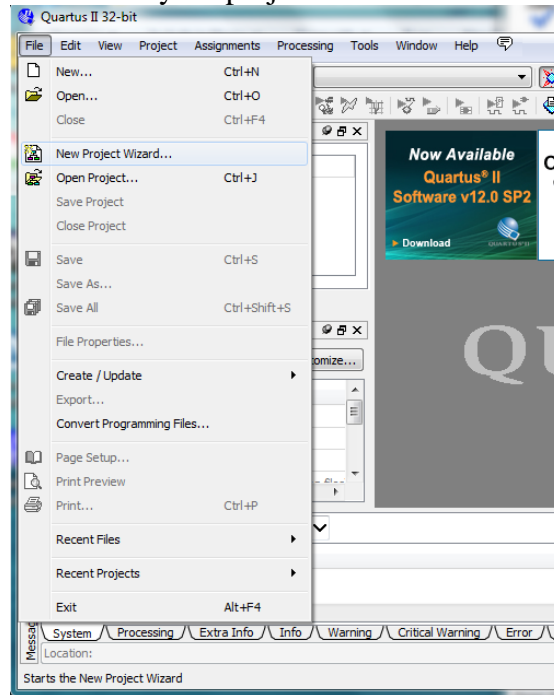 Quartus II 32-bit
File Edit View Project Assignments Processing Tools Window Help
New... Ctrl+N
Open... Ctrl+O
Close Ctrl+F4
New Project Wizard...
Open Project... Ctrl+J
Save Project
Close Project
Save Ctrl+S
Save As...
Save All Ctrl+Shift+S
File Properties...
Create / Update
Export...
Convert Programming Files...
Page Setup...
Print Preview
Print... Ctrl+P
Recent Files
Recent Projects
Exit Alt+F4
Now Available
Quartus® II
Software v12.0 SP2
Download
QUARTUS II
QU
omize...
System Processing Extra Info Info Warning Critical Warning Error
Messag
Location:
Starts the New Project Wizard